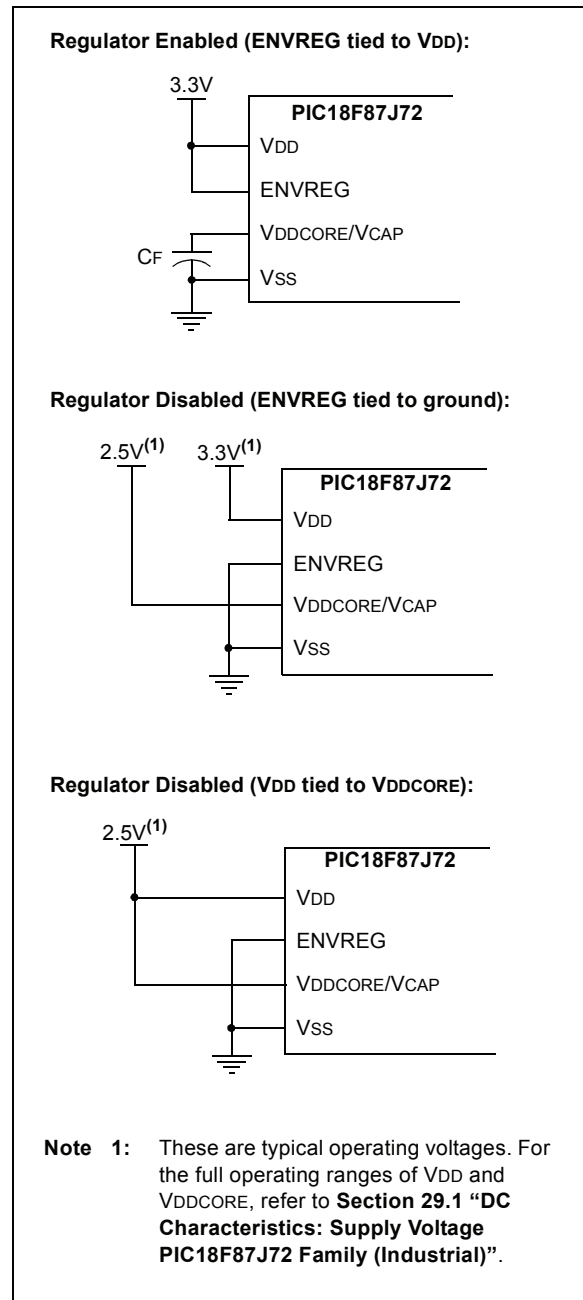 Regulator Enabled (ENVREG tied to VDD):
3.3V
PIC18F87J72
VDD
ENVREG
VDDCORE/VCAP
CF
VSS
Regulator Disabled (ENVREG tied to ground):
2.5V(1) 3.3V(1)
PIC18F87J72
VDD
ENVREG
VDDCORE/VCAP
VSS
Regulator Disabled (VDD tied to VDDCORE):
2.5V(1)
PIC18F87J72
VDD
ENVREG
VDDCORE/VCAP
VSS
Note 1: These are typical operating voltages. For
the full operating ranges of VDD and
VDDCORE, refer to Section 29.1 “DC
Characteristics: Supply Voltage
PIC18F87J72 Family (Industrial)”.